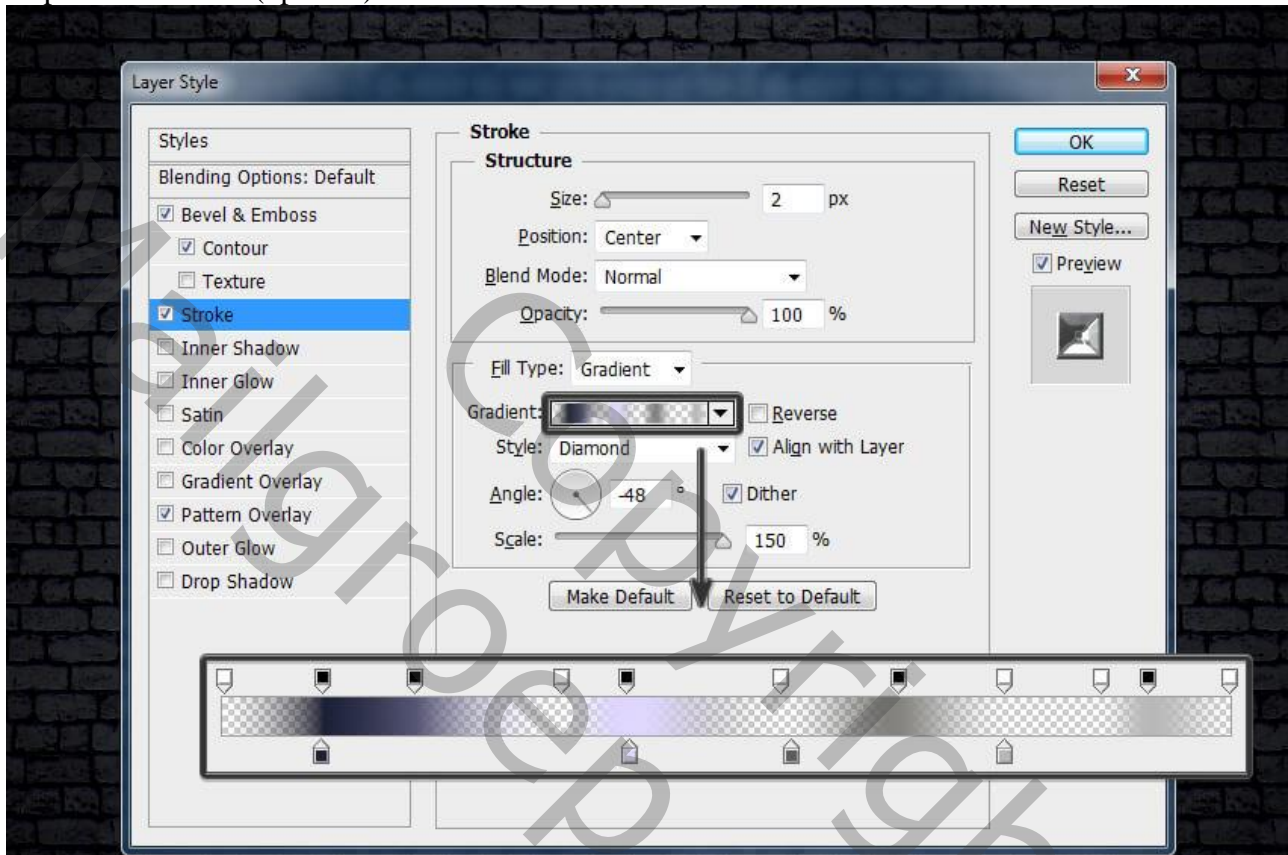 Layer Style
Styles
Blending Options: Default
Bevel & Emboss
Contour
Texture
Stroke
Inner Shadow
Inner Glow
Satin
Color Overlay
Gradient Overlay
Pattern Overlay
Outer Glow
Drop Shadow
Stroke
Structure
Size: 2 px
Position: Center
Blend Mode: Normal
Opacity: 100 %
Fill Type: Gradient
Gradient: Reverse
Style: Diamond Align with Layer
Angle: -48 ° Dither
Scale: 150 %
Make Default Reset to Default
OK
Reset
New Style...
Preview
Copyrigh
Mailgroep